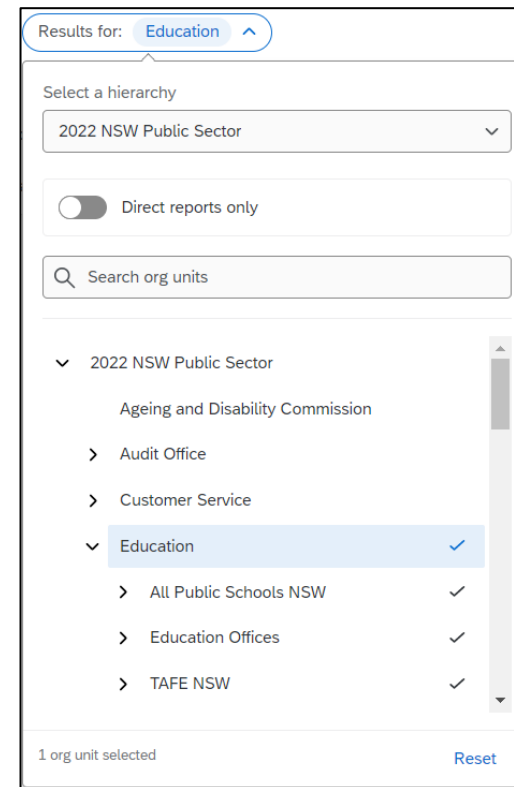 Results for: Education
Select a hierarchy
2022 NSW Public Sector
Direct reports only
Search org units
2022 NSW Public Sector
Ageing and Disability Commission
Audit Office
Customer Service
Education
All Public Schools NSW
Education Offices
TAFE NSW
1 org unit selected
Reset